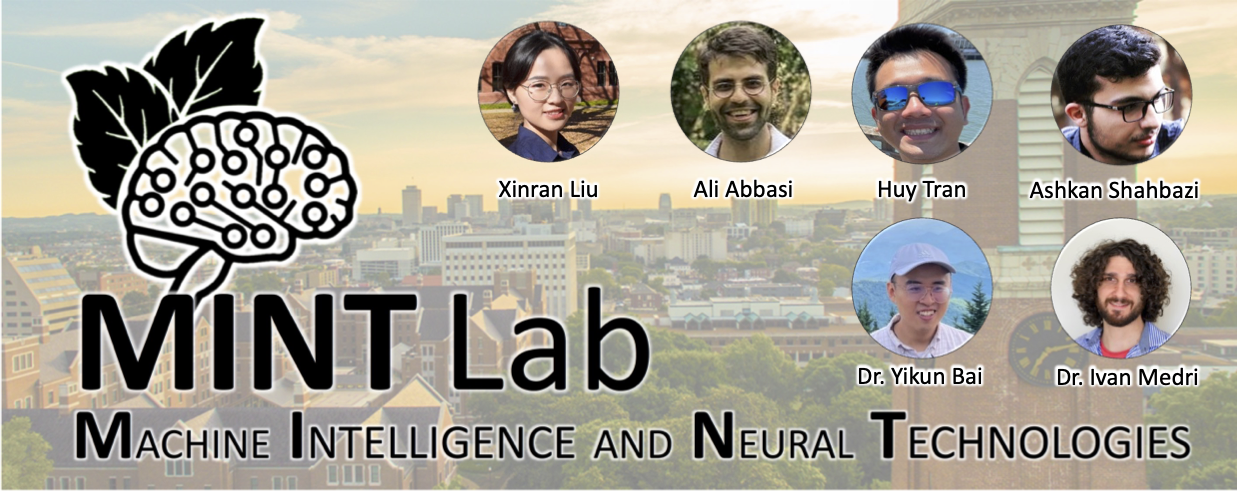 Xinran Liu
Ali Abbasi
Huy Tran
Ashkan Shahbazi
Dr. Yikun Bai
Dr. Ivan Medri
MINT Lab
MACHINE INTELLIGENCE AND NEURAL TECHNOLOGIES